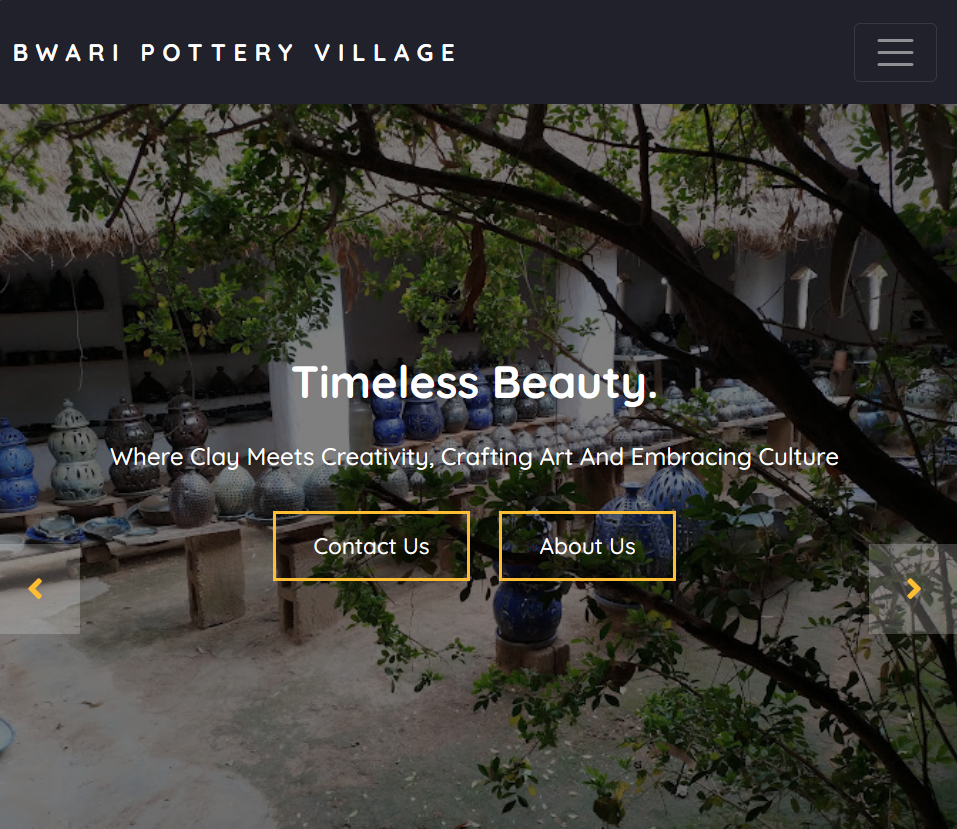 BWARI POTTERY VILLAGE
Timeless Beauty.
Where Clay Meets Creativity, Crafting Art And Embracing Culture
Contact Us
About Us